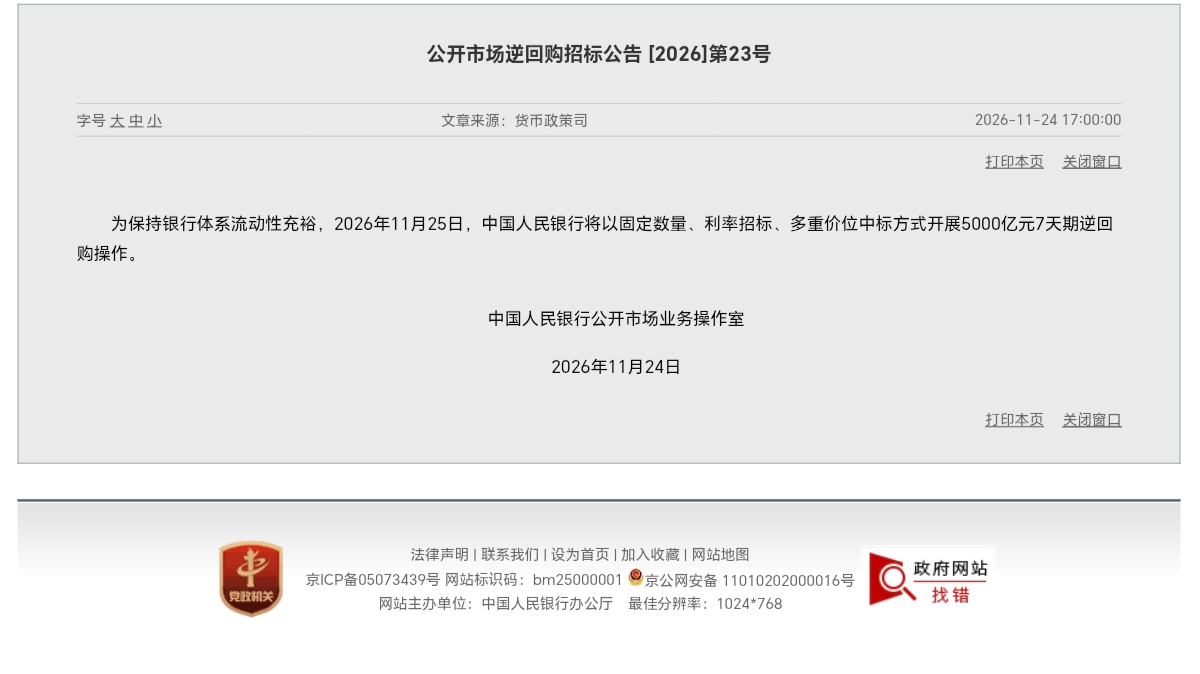 公开市场逆回购招标公告 [2026]第23号
字号 大 中 小 文章来源：货币政策司 2026-11-24 17:00:00
打印本页 关闭窗口
为保持银行体系流动性充裕，2026年11月25日，中国人民银行将以固定数量、利率招标、多重价位中标方式开展5000亿元7天期逆回
购操作。
中国人民银行公开市场业务操作室
2026年11月24日
打印本页 关闭窗口
法律声明 | 联系我们 | 设为首页 | 加入收藏 | 网站地图
京ICP备05073439号 网站标识码：bm25000001 京公网安备 11010202000016号
网站主办单位：中国人民银行办公厅 最佳分辨率：1024*768
党政机关
政府网站
找错